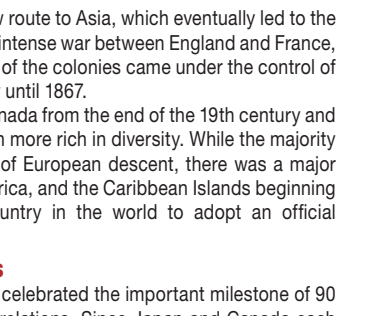 route to Asia, which eventually led to the
intense war between England and France,
of the colonies came under the control of
until 1867.
nada from the end of the 19th century and
more rich in diversity. While the majority
of European descent, there was a major
rica, and the Caribbean Islands beginning
untry in the world to adopt an official
s
celebrated the important milestone of 90
relations. Since Japan and Canada each